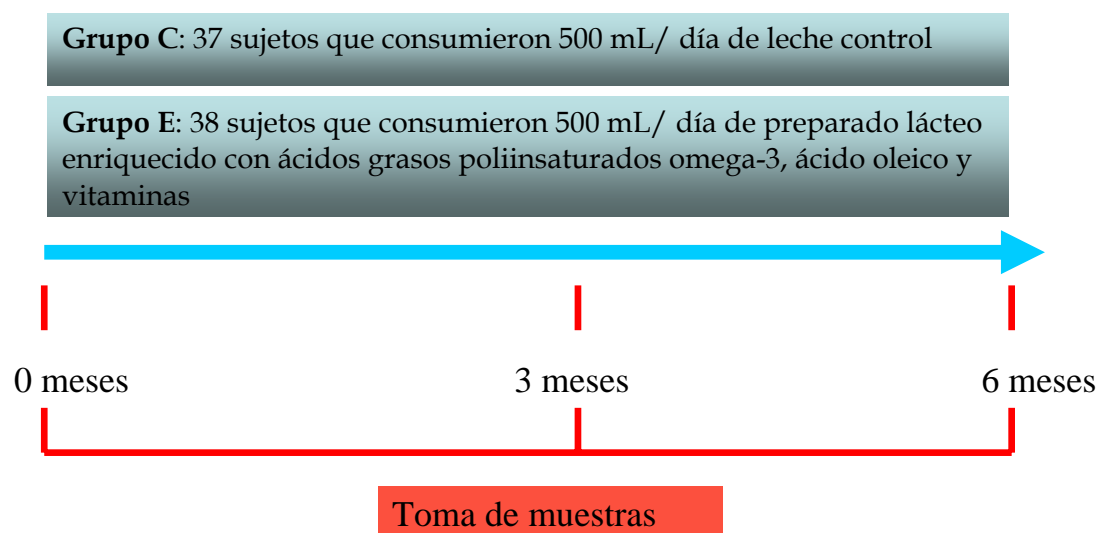 Grupo C: 37 sujetos que consumieron 500 mL/ día de leche control
Grupo E: 38 sujetos que consumieron 500 mL/ día de preparado lácteo
enriquecido con ácidos grasos poliinsaturados omega-3, ácido oleico y
vitaminas
0 meses
3 meses
6 meses
Toma de muestras